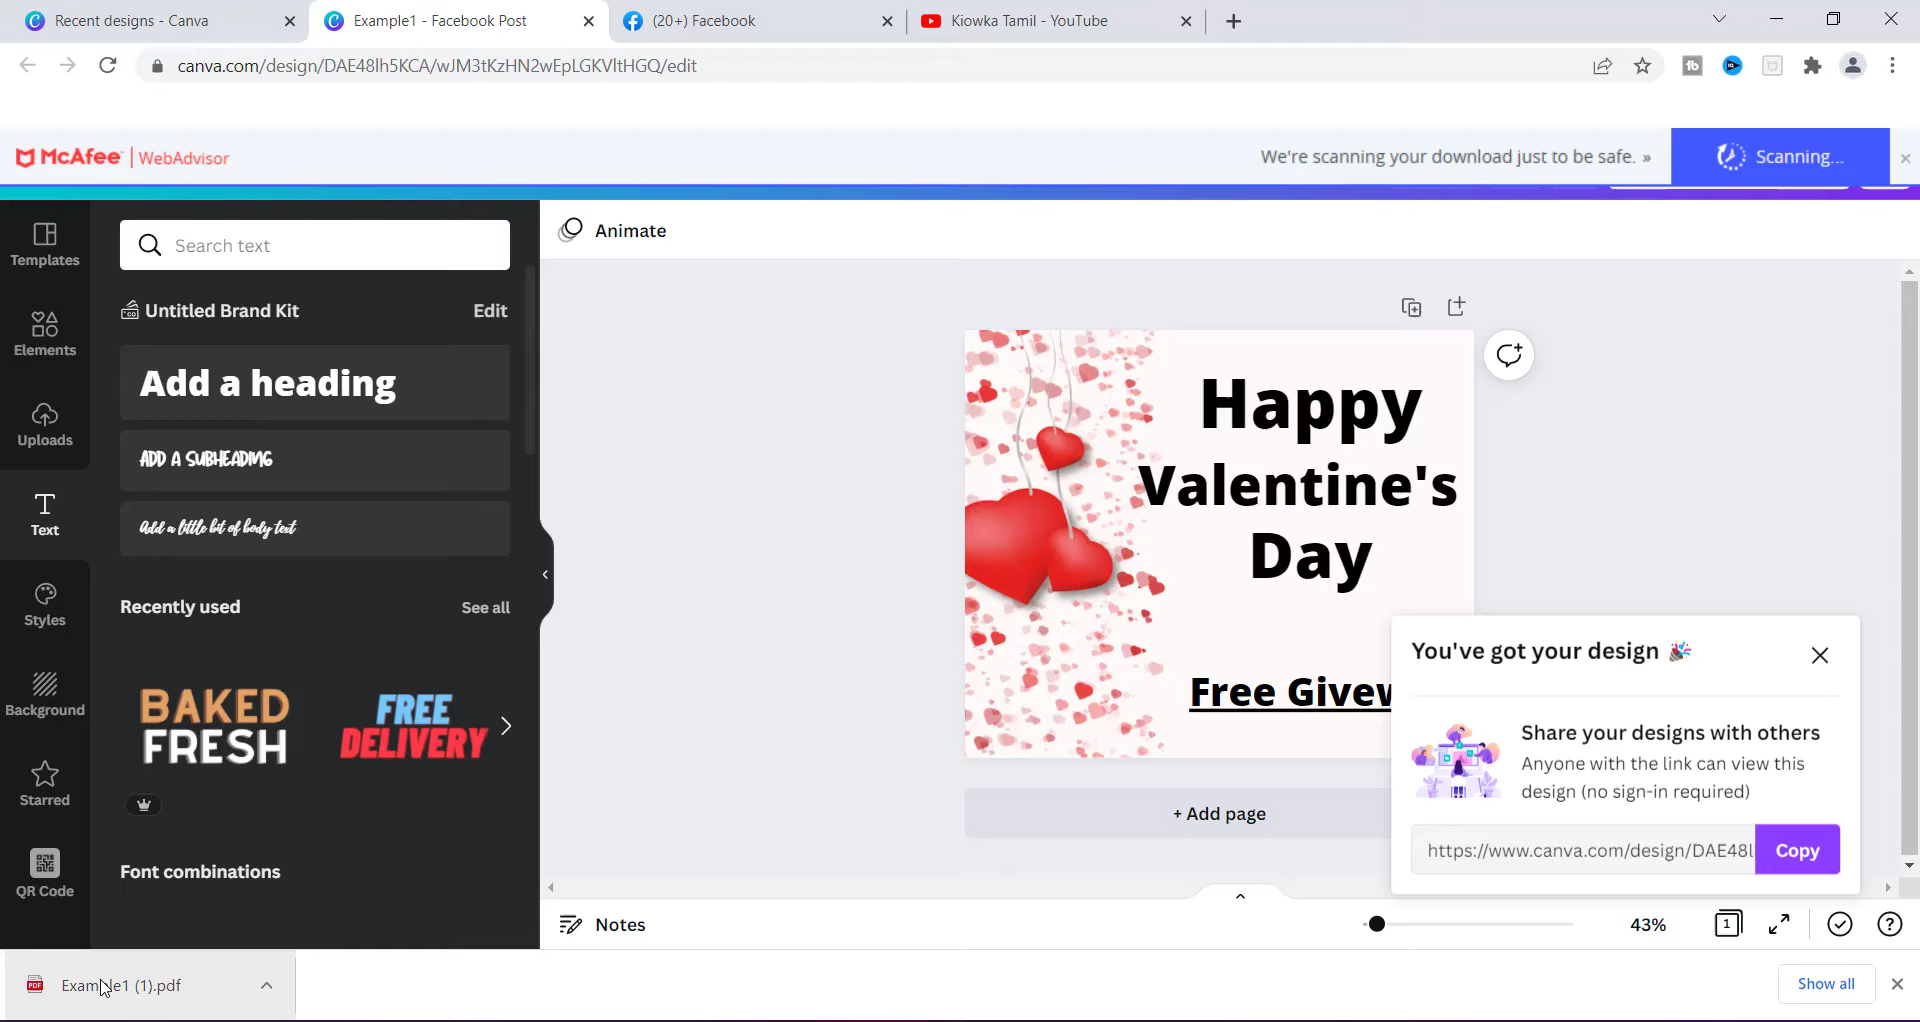 Recent designs - Canva
Example1 - Facebook Post
(20+) Facebook
Kiowka Tamil - YouTube
canva.com/design/DAE48lh5KCA/wJM3tKzHN2wEpLGKVltHGQ/edit
McAfee | WebAdvisor
We're scanning your download just to be safe. »
Scanning...
Templates
Elements
Uploads
Text
Styles
Background
Starred
QR Code
Search text
Untitled Brand Kit
Edit
Add a heading
ADD A SUBHEADING
Add a little bit of body text
Recently used
See all
BAKED
FRESH
FREE
DELIVERY
Font combinations
Animate
Happy
Valentine's
Day
Free Givew
+ Add page
You've got your design
Share your designs with others
Anyone with the link can view this
design (no sign-in required)
https://www.canva.com/design/DAE48l
Copy
Notes
43%
1
Example1 (1).pdf
Show all